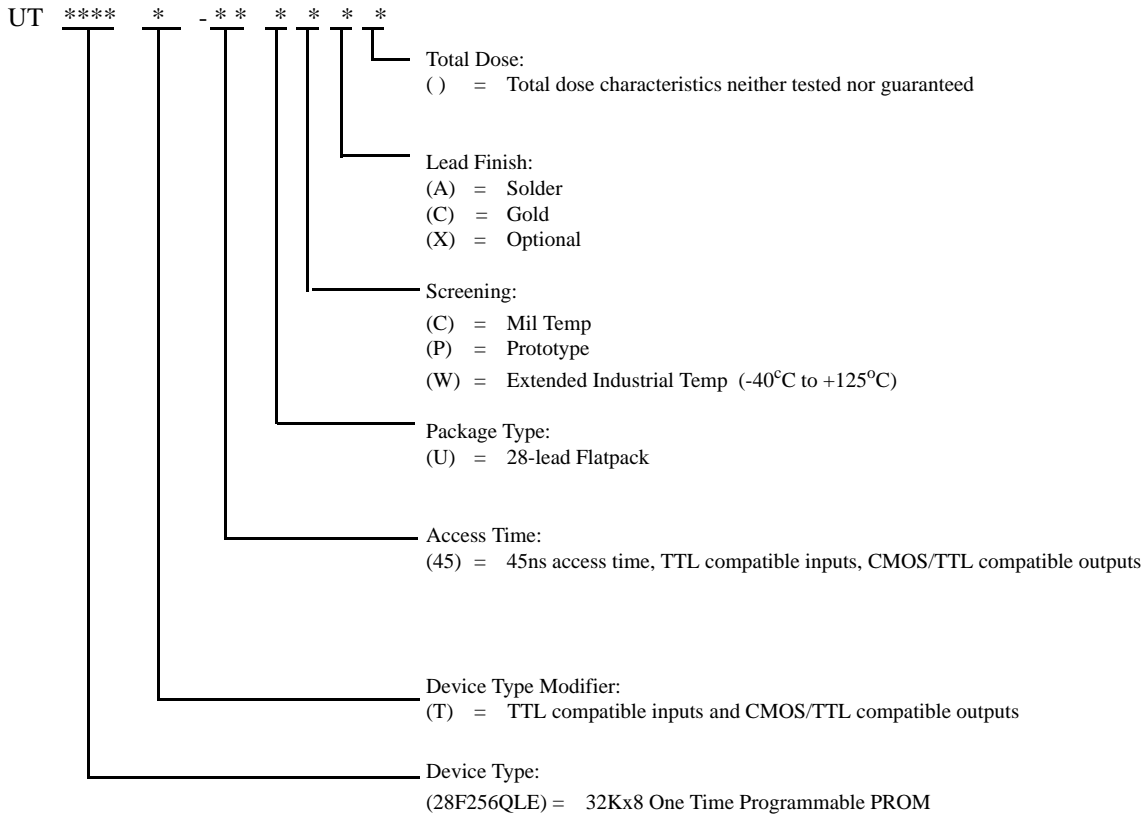 UT **** * - ** * * * *
Total Dose:
( ) = Total dose characteristics neither tested nor guaranteed
Lead Finish:
(A) = Solder
(C) = Gold
(X) = Optional
Screening:
(C) = Mil Temp
(P) = Prototype
(W) = Extended Industrial Temp (-40ᶜC to +125ᴼC)
Package Type:
(U) = 28-lead Flatpack
Access Time:
(45) = 45ns access time, TTL compatible inputs, CMOS/TTL compatible outputs
Device Type Modifier:
(T) = TTL compatible inputs and CMOS/TTL compatible outputs
Device Type:
(28F256QLE) = 32Kx8 One Time Programmable PROM